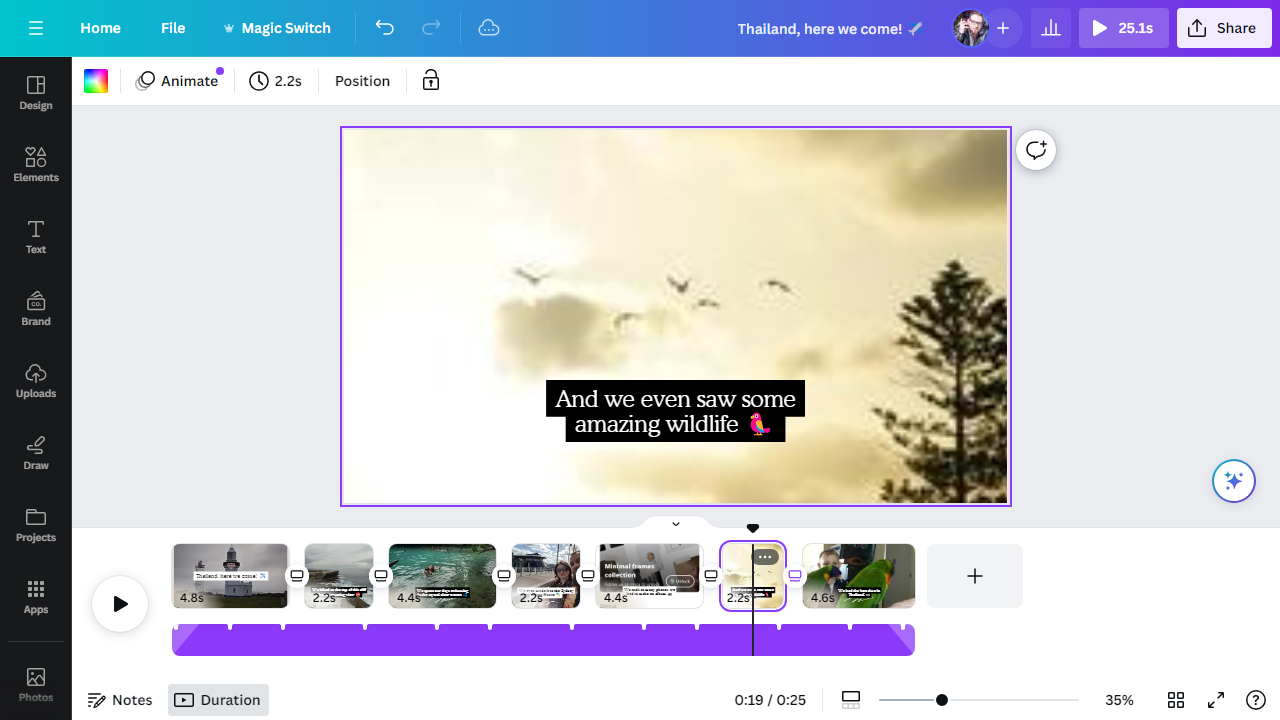 Home
File
Magic Switch
Thailand, here we come!
25.1s
Share
Animate
2.2s
Position
Design
Elements
Text
CO.
Brand
Uploads
Draw
Projects
Apps
Photos
And we even saw some
amazing wildlife 🦜
Thailand, here we come!
Minimal frames
collection
Unlock
4.8s
2.2s
4.4s
2.2s
4.4s
2.2s
4.6s
Notes
Duration
0:19 / 0:25
35%